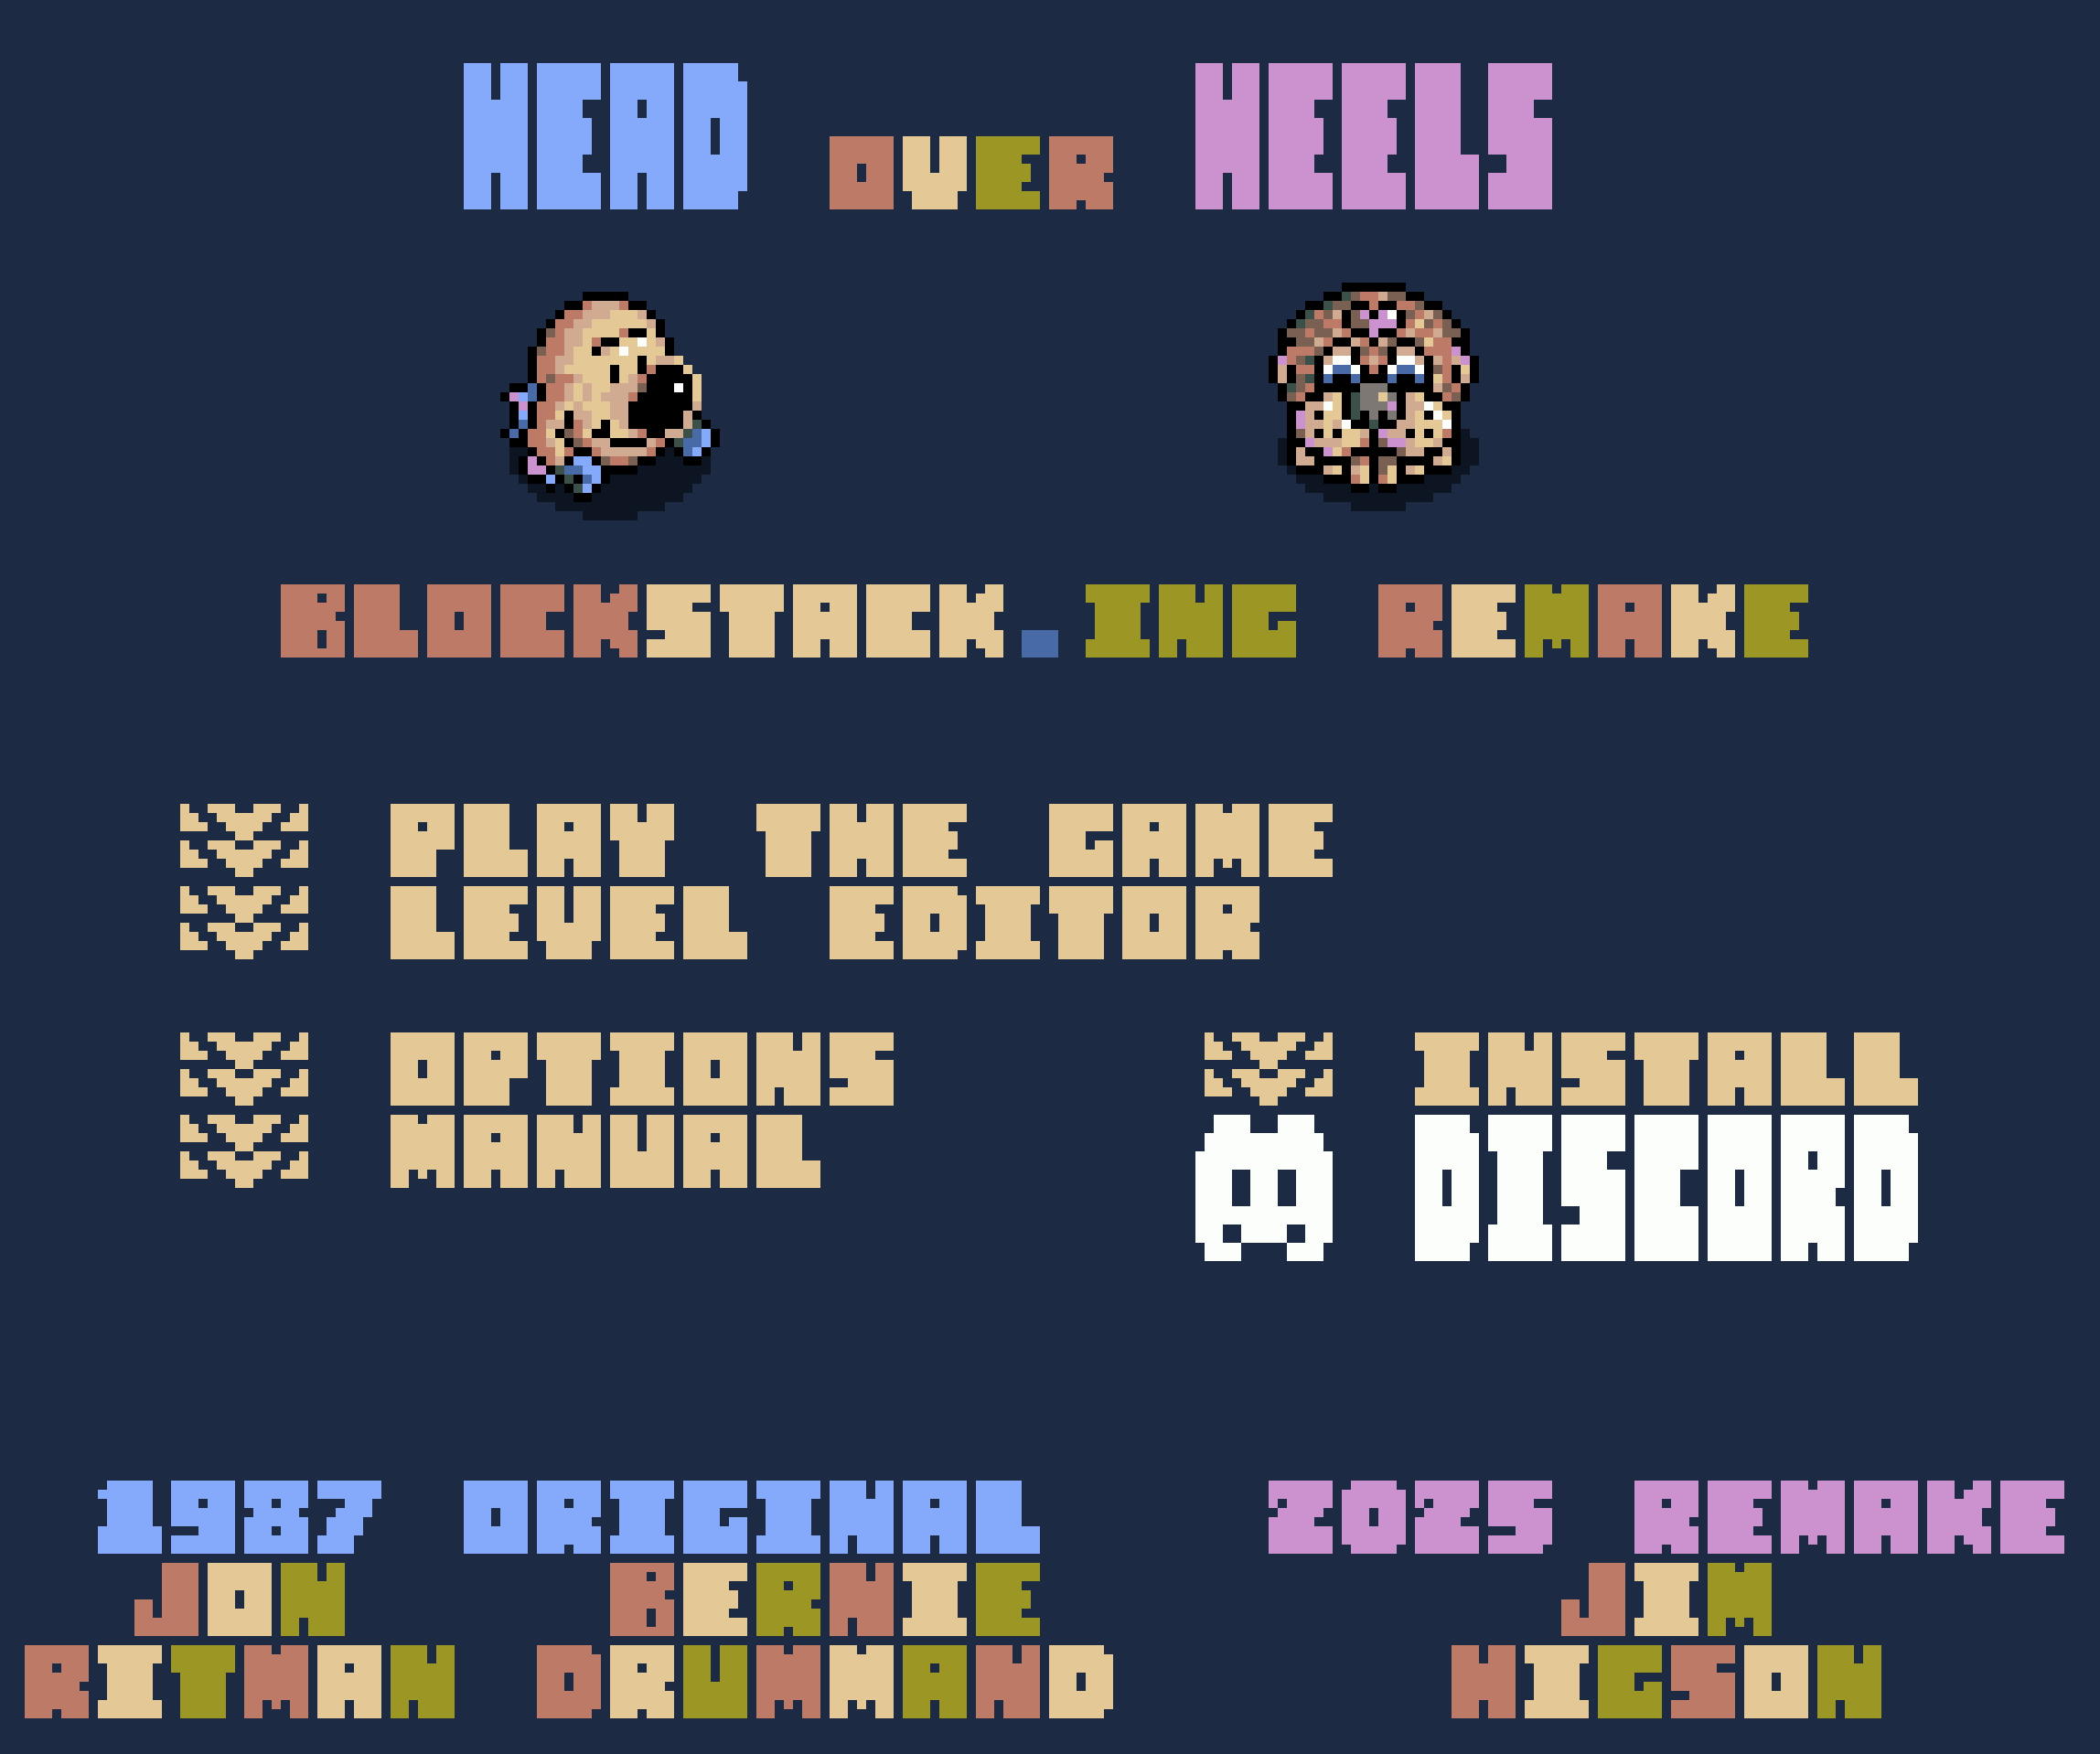 HEAD OVER HEELS
BLOCKSTACK.ING REMAKE
PLAY THE GAME
LEVEL EDITOR
OPTIONS
INSTALL
MANUAL
DISCORD
1987 ORIGINAL
2025 REMAKE
JON
BERNIE
JIM
RITMAN
DRUMMAND
HIGSON